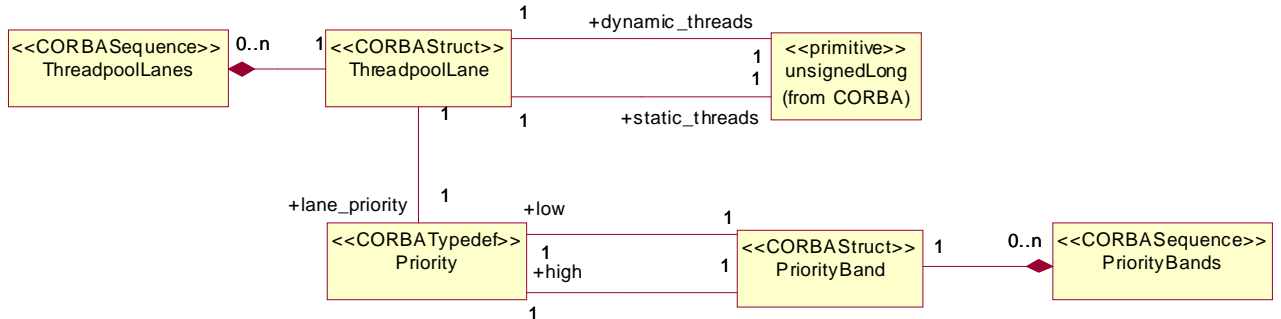 1
+dynamic_threads
<<CORBASequence>>
ThreadpoolLanes
0..n
1
<<CORBAStruct>>
ThreadpoolLane
1
1
<<primitive>>
unsignedLong
(from CORBA)
1
1
+static_threads
1
+lane_priority
+low
1
<<CORBATypedef>>
Priority
1
+high
1
1
<<CORBAStruct>>
PriorityBand
1
0..n
<<CORBASequence>>
PriorityBands